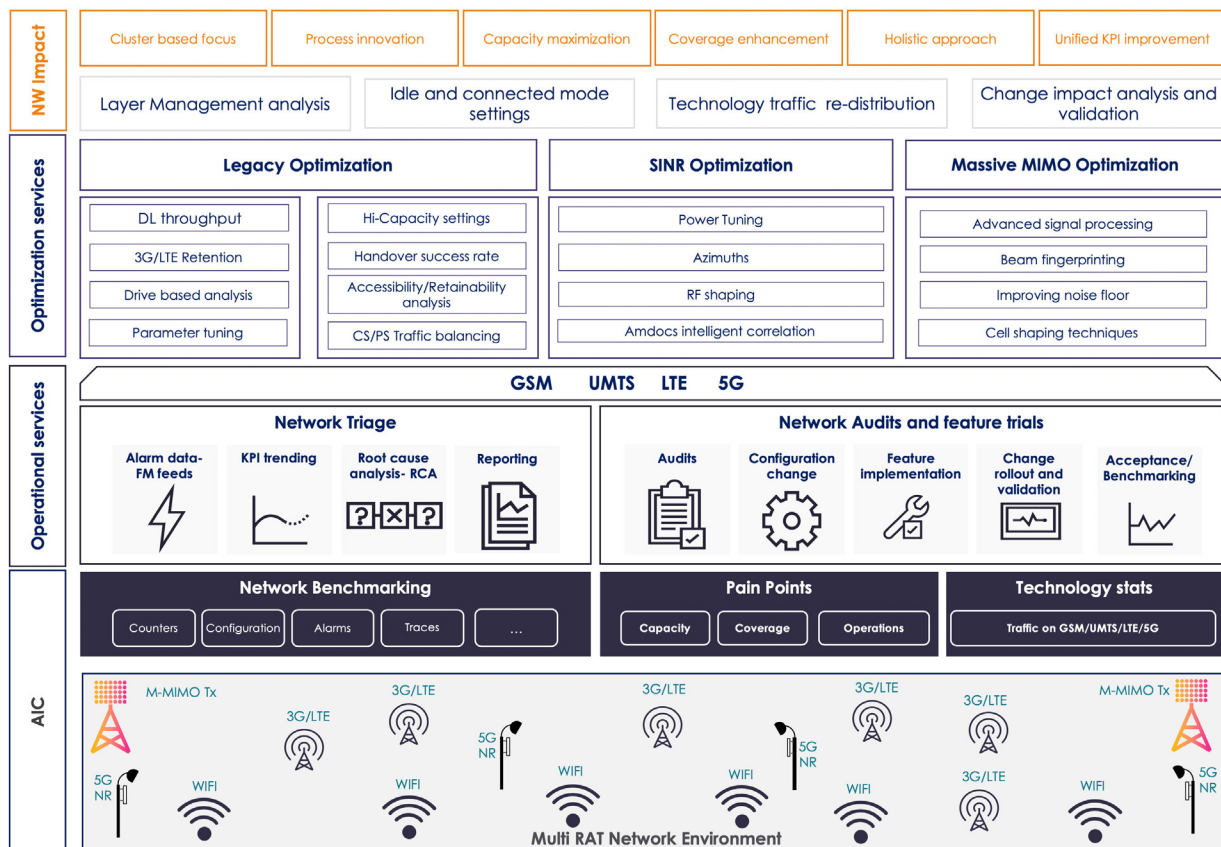 NW Impact
Cluster based focus
Process innovation
Capacity maximization
Coverage enhancement
Holistic approach
Unified KPI improvement
Layer Management analysis
Idle and connected mode
settings
Technology traffic re-distribution
Change impact analysis and
validation
Optimization services
Legacy Optimization
DL throughput
3G/LTE Retention
Drive based analysis
Parameter tuning
Hi-Capacity settings
Handover success rate
Accessibility/Retainability
analysis
CS/PS Traffic balancing
SINR Optimization
Power Tuning
Azimuths
RF shaping
Amdocs intelligent correlation
Massive MIMO Optimization
Advanced signal processing
Beam fingerprinting
Improving noise floor
Cell shaping techniques
Operational services
GSM UMTS LTE 5G
Network Triage
Alarm data-
FM feeds
KPI trending
Root cause
analysis- RCA
? X ?
Reporting
Network Audits and feature trials
Audits
Configuration
change
Feature
implementation
Change
rollout and
validation
Acceptance/
Benchmarking
AIC
Network Benchmarking
Counters
Configuration
Alarms
Traces
...
Pain Points
Capacity
Coverage
Operations
Technology stats
Traffic on GSM/UMTS/LTE/5G
M-MIMO Tx
3G/LTE
3G/LTE
5G
NR
3G/LTE
5G
NR
3G/LTE
3G/LTE
M-MIMO Tx
5G
NR
WIFI
WIFI
WIFI
WIFI
WIFI
3G/LTE
WIFI
5G
NR
Multi RAT Network Environment